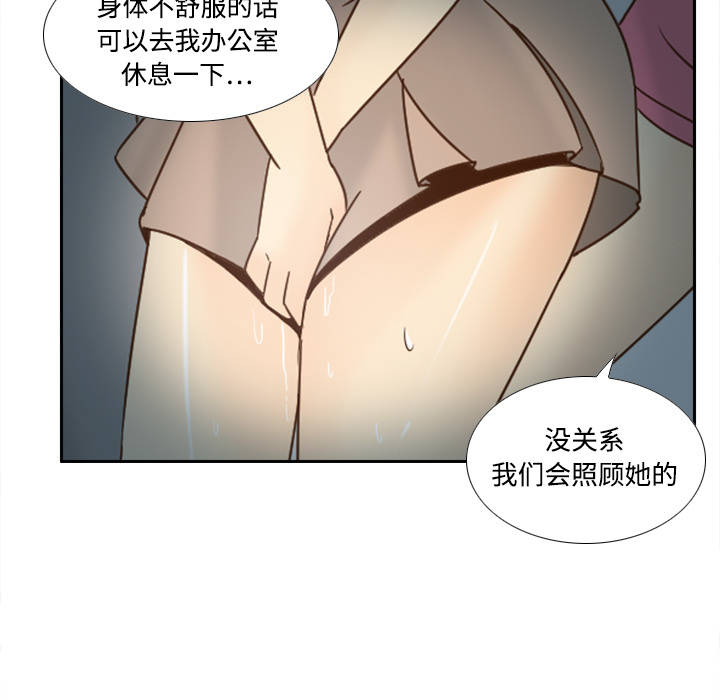 身体不舒服的话
可以去我办公室
休息一下...
没关系
我们会照顾她的